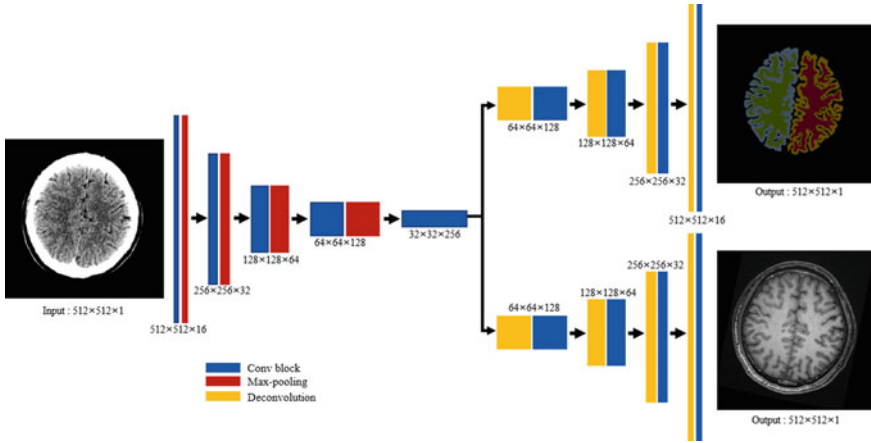 Input : 512×512×1
512×512×16
256×256×32
128×128×64
64×64×128
32×32×256
64×64×128
128×128×64
256×256×32
512×512×16
Output : 512×512×1
64×64×128
128×128×64
256×256×32
Output : 512×512×1
Conv block
Max-pooling
Deconvolution